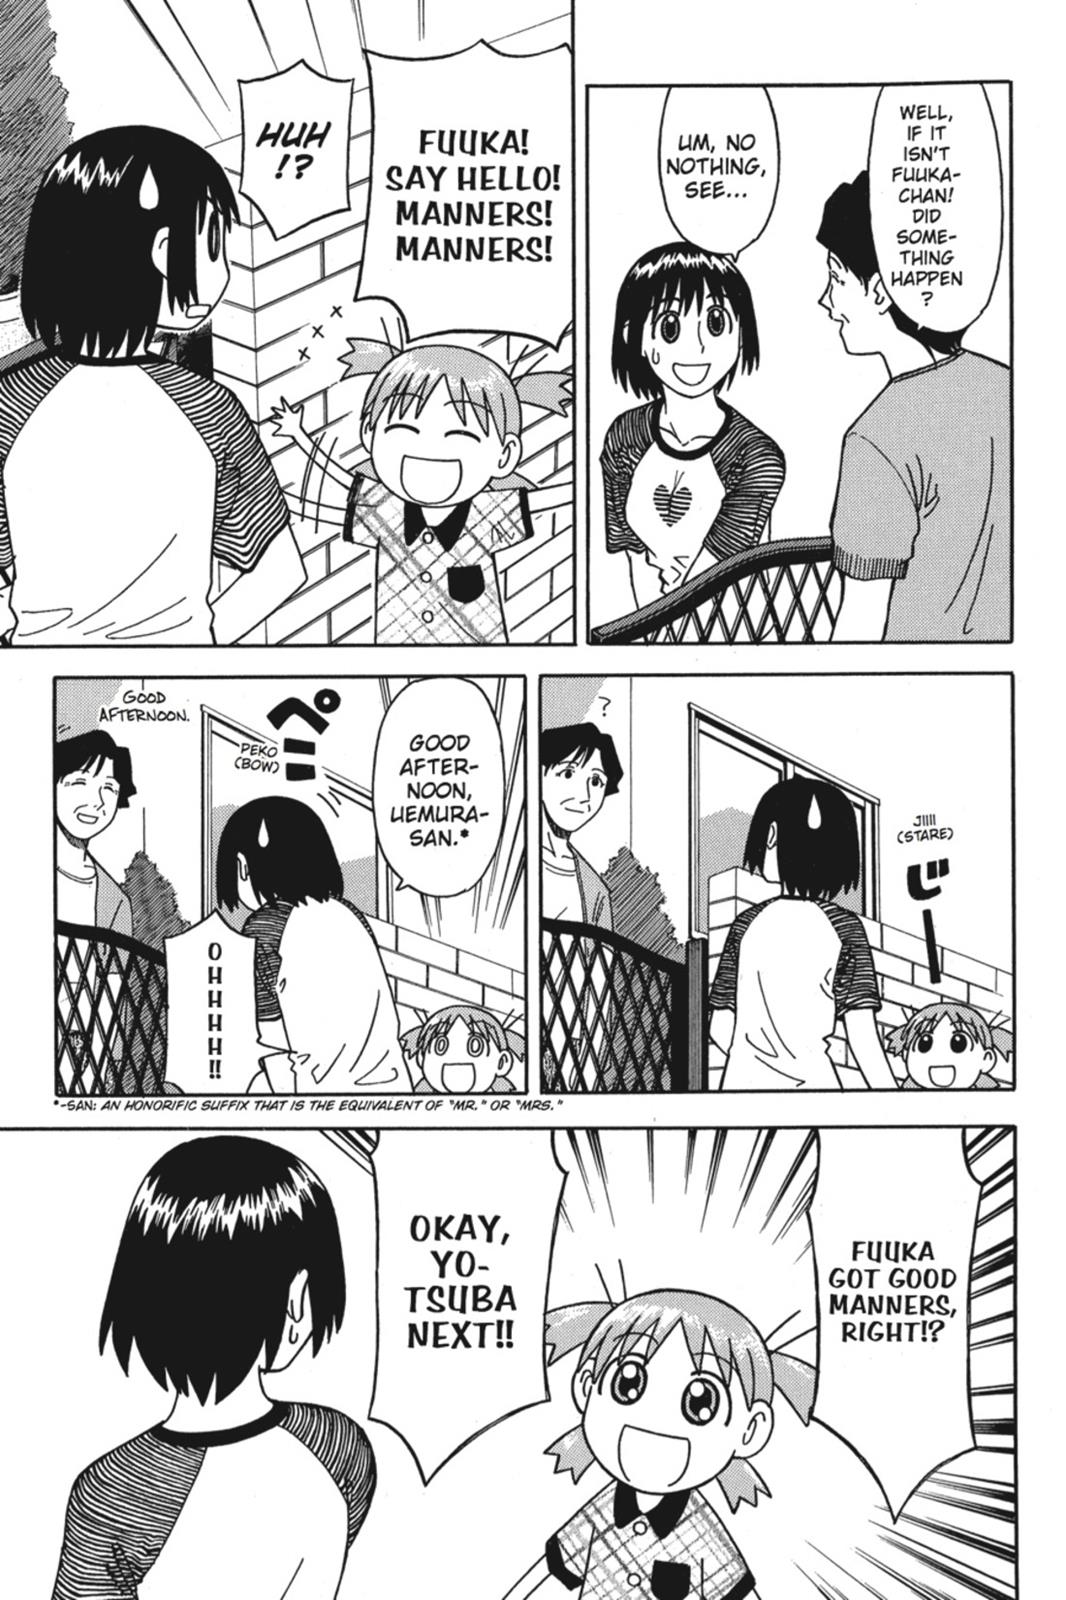 WELL,
IF IT
ISN'T
FUUKA-
CHAN!
DID
SOME-
THING
HAPPEN
?
UM, NO
NOTHING,
SEE...
FUUKA!
SAY HELLO!
MANNERS!
MANNERS!
HUH
!?
?
JIIII
(STARE)
じー
GOOD
AFTER-
NOON,
UEMURA-
SAN.*
ペコ
PEKO
(BOW)
GOOD
AFTERNOON.
OHHHH!!
*-SAN: AN HONORIFIC SUFFIX THAT IS THE EQUIVALENT OF "MR." OR "MRS."
FUUKA
GOT GOOD
MANNERS,
RIGHT!?
OKAY,
YO-
TSUBA
NEXT!!